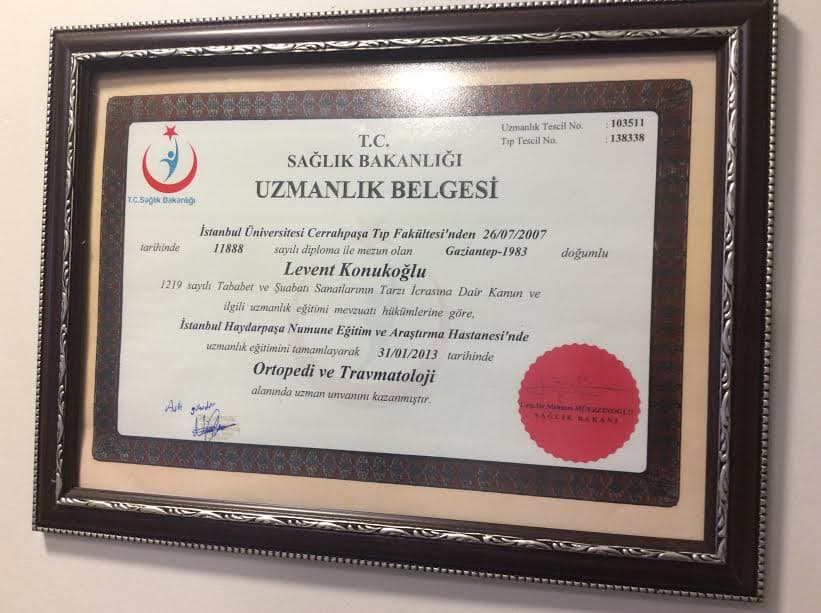 Uzmanlık Tescil No. : 103511
Tıp Tescil No. : 138338
T.C. Sağlık Bakanlığı
T.C.
SAĞLIK BAKANLIĞI
UZMANLIK BELGESİ
İstanbul Üniversitesi Cerrahpaşa Tıp Fakültesi'nden 26/07/2007
tarihinde 11888 sayılı diploma ile mezun olan Gaziantep-1983 doğumlu
Levent Konukoğlu
1219 sayılı Tababet ve Şuabatı Sanatlarının Tarzı İcrasına Dair Kanun ve
ilgili uzmanlık eğitimi mevzuatı hükümlerine göre,
İstanbul Haydarpaşa Numune Eğitim ve Araştırma Hastanesi'nde
uzmanlık eğitimini tamamlayarak 31/01/2013 tarihinde
Ortopedi ve Travmatoloji
alanında uzman unvanını kazanmıştır.
MÜEZZİNOĞLU
SAĞLIK BAKANI